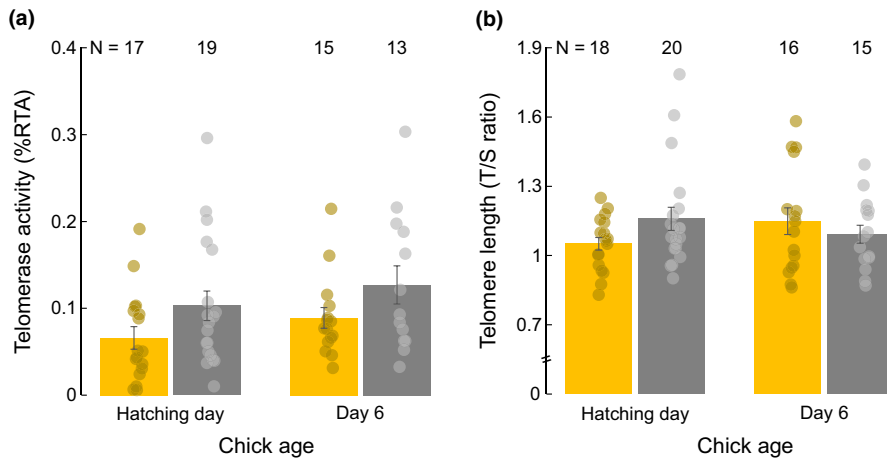 (a)
N = 17 19 15 13
0.4
0.3
0.2
0.1
0
Telomerase activity (%RTA)
Hatching day Day 6
Chick age
(b)
N = 18 20 16 15
1.9
1.6
1.3
1
0.7
0
Telomere length (T/S ratio)
Hatching day Day 6
Chick age